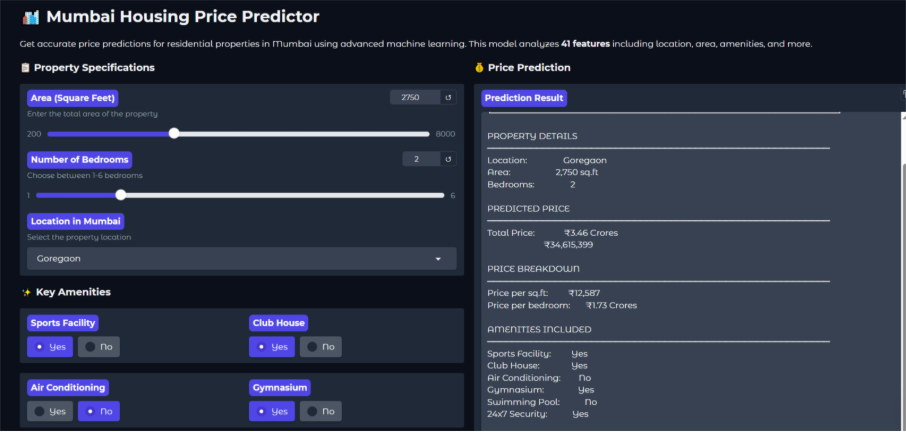 Mumbai Housing Price Predictor
Get accurate price predictions for residential properties in Mumbai using advanced machine learning. This model analyzes 41 features including location, area, amenities, and more.
Property Specifications
Area (Square Feet)
2750
Enter the total area of the property
200
8000
Number of Bedrooms
2
Choose between 1-6 bedrooms
1
6
Location in Mumbai
Select the property location
Goregaon
Key Amenities
Sports Facility
Club House
Yes No
Yes No
Air Conditioning
Gymnasium
Yes No
Yes No
Price Prediction
Prediction Result
PROPERTY DETAILS
Location: Goregaon
Area: 2,750 sq.ft
Bedrooms: 2
PREDICTED PRICE
Total Price: ₹3.46 Crores
₹34,615,399
PRICE BREAKDOWN
Price per sq.ft: ₹12,587
Price per bedroom: ₹1.73 Crores
AMENITIES INCLUDED
Sports Facility: Yes
Club House: Yes
Air Conditioning: No
Gymnasium: Yes
Swimming Pool: No
24x7 Security: Yes